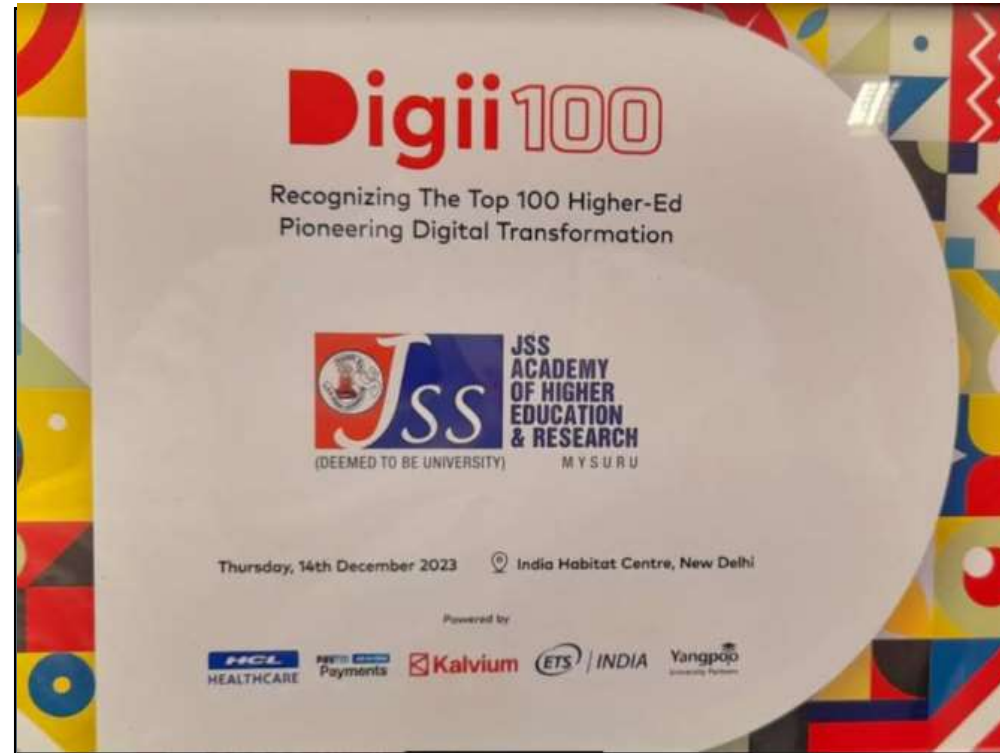 Digii100
Recognizing The Top 100 Higher-Ed
Pioneering Digital Transformation
JSS
JSS
ACADEMY
OF HIGHER
EDUCATION
& RESEARCH
(DEEMED TO BE UNIVERSITY) MYSURU
Thursday, 14th December 2023 India Habitat Centre, New Delhi
Powered by
HCL
HEALTHCARE
Payments
Kalvium
ETS | INDIA
Yangpoo
University Partners